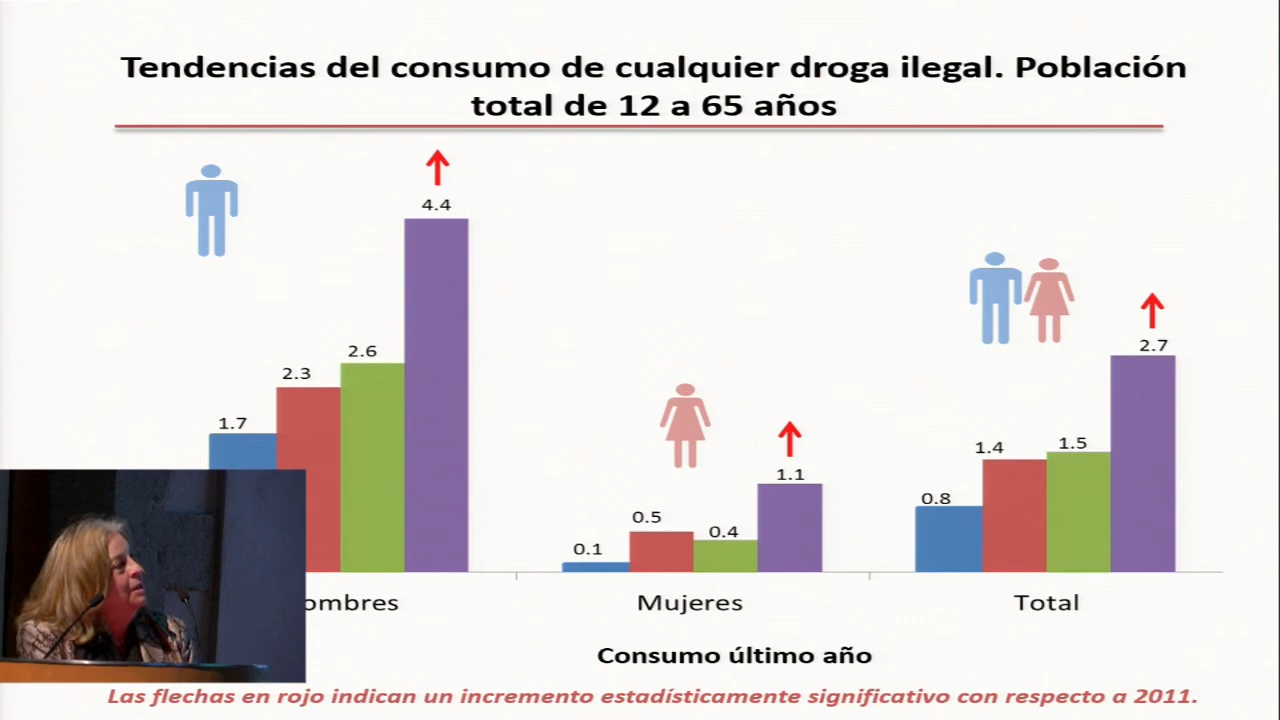 Tendencias del consumo de cualquier droga ilegal. Población
total de 12 a 65 años
4.4
2.6
2.3
1.7
2.7
1.5
1.4
0.8
1.1
0.5
0.4
0.1
ombres
Mujeres
Total
Consumo último año
Las flechas en rojo indican un incremento estadísticamente significativo con respecto a 2011.